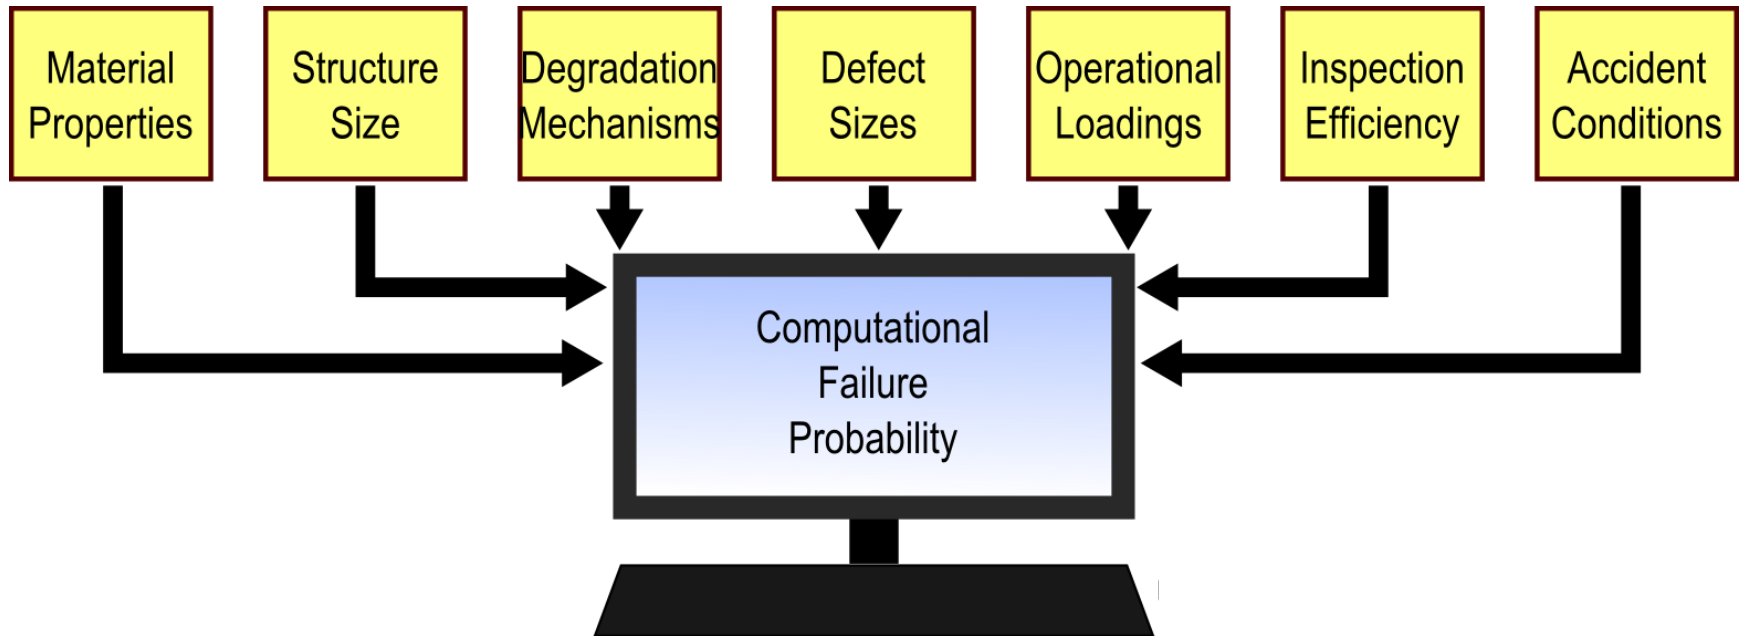 Material
Properties
Structure
Size
Degradation
Mechanisms
Defect
Sizes
Operational
Loadings
Inspection
Efficiency
Accident
Conditions
Computational
Failure
Probability